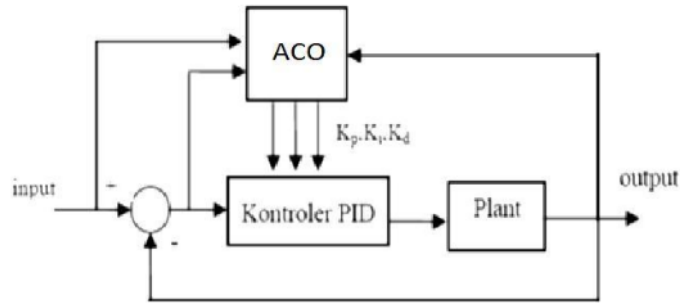 ACO
Kp.Ki.Kd
input
+
output
Kontroler PID
Plant
-